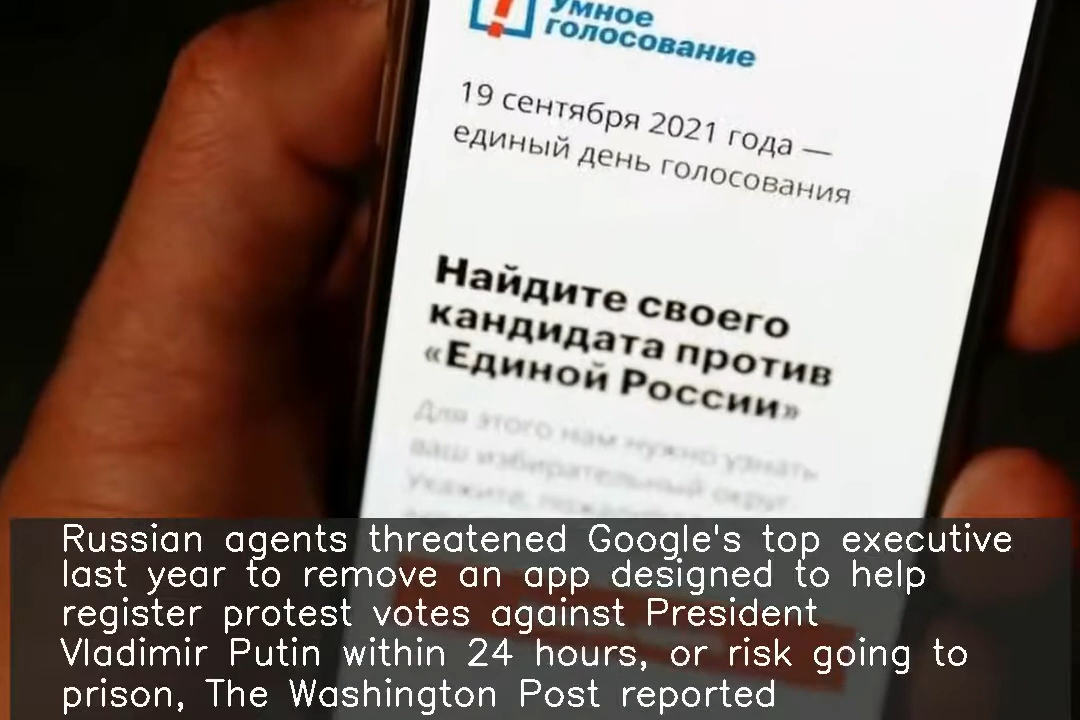 Умное
голосование
19 сентября 2021 года —
единый день голосования
Найдите своего
кандидата против
«Единой России»
Для этого нам нужно узнать
ваш избирательный округ.
Укажите,
Russian agents threatened Google's top executive
last year to remove an app designed to help
register protest votes against President
Vladimir Putin within 24 hours, or risk going to
prison, The Washington Post reported